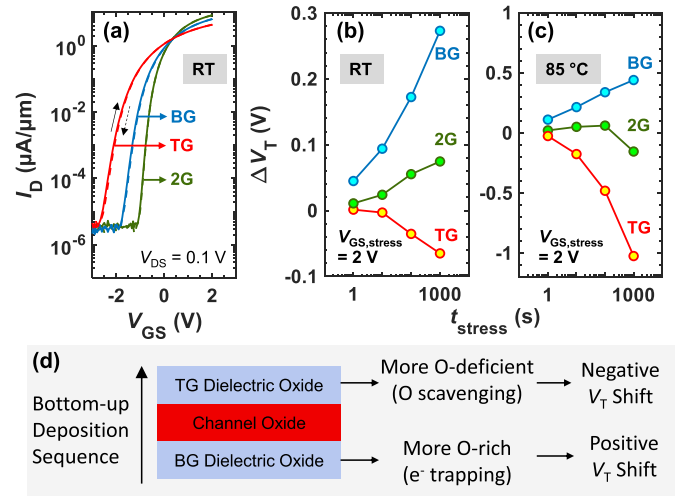 (a)
RT
BG
TG
2G
V_DS = 0.1 V
I_D (µA/µm)
10^0
10^-2
10^-4
10^-6
-2 0 2
V_GS (V)
(b)
RT
BG
2G
TG
V_GS,stress
= 2 V
ΔV_T (V)
0.3
0.2
0.1
0
-0.1
1 10 100 1000
(c)
85 °C
BG
2G
TG
V_GS,stress
= 2 V
1
0.5
0
-0.5
-1
1 10 100 1000
t_stress (s)
(d)
Bottom-up
Deposition
Sequence
TG Dielectric Oxide
Channel Oxide
BG Dielectric Oxide
More O-deficient
(O scavenging)
Negative
V_T Shift
More O-rich
(e^- trapping)
Positive
V_T Shift